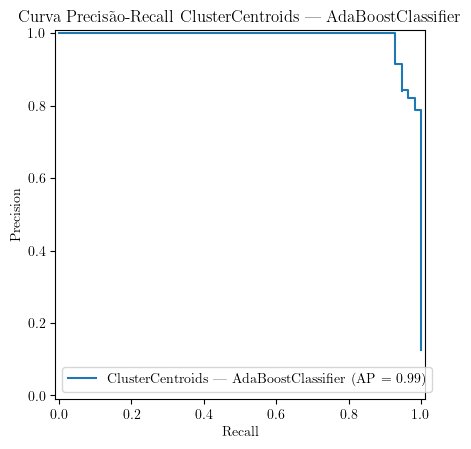 Curva Precisão-Recall ClusterCentroids — AdaBoostClassifier
1.0
0.8
0.6
0.4
0.2
0.0
Precision
ClusterCentroids — AdaBoostClassifier (AP = 0.99)
0.0 0.2 0.4 0.6 0.8 1.0
Recall